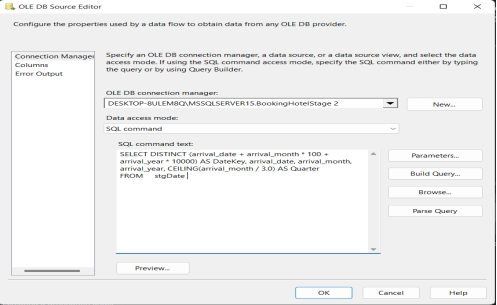 OLE DB Source Editor
Configure the properties used by a data flow to obtain data from any OLE DB provider.
Connection Manager
Columns
Error Output
Specify an OLE DB connection manager, a data source, or a data source view, and select the data
access mode. If using the SQL command access mode, specify the SQL command either by typing
the query or by using Query Builder.
OLE DB connection manager:
DESKTOP-8ULEM8Q\MSSQLSERVER15.BookingHotelStage 2
New...
Data access mode:
SQL command
SQL command text:
SELECT DISTINCT (arrival_date + arrival_month * 100 +
arrival_year * 10000) AS DateKey, arrival_date, arrival_month,
arrival_year, CEILING(arrival_month / 3.0) AS Quarter
FROM stgDate
Parameters...
Build Query...
Browse...
Parse Query
Preview...
OK
Cancel
Help